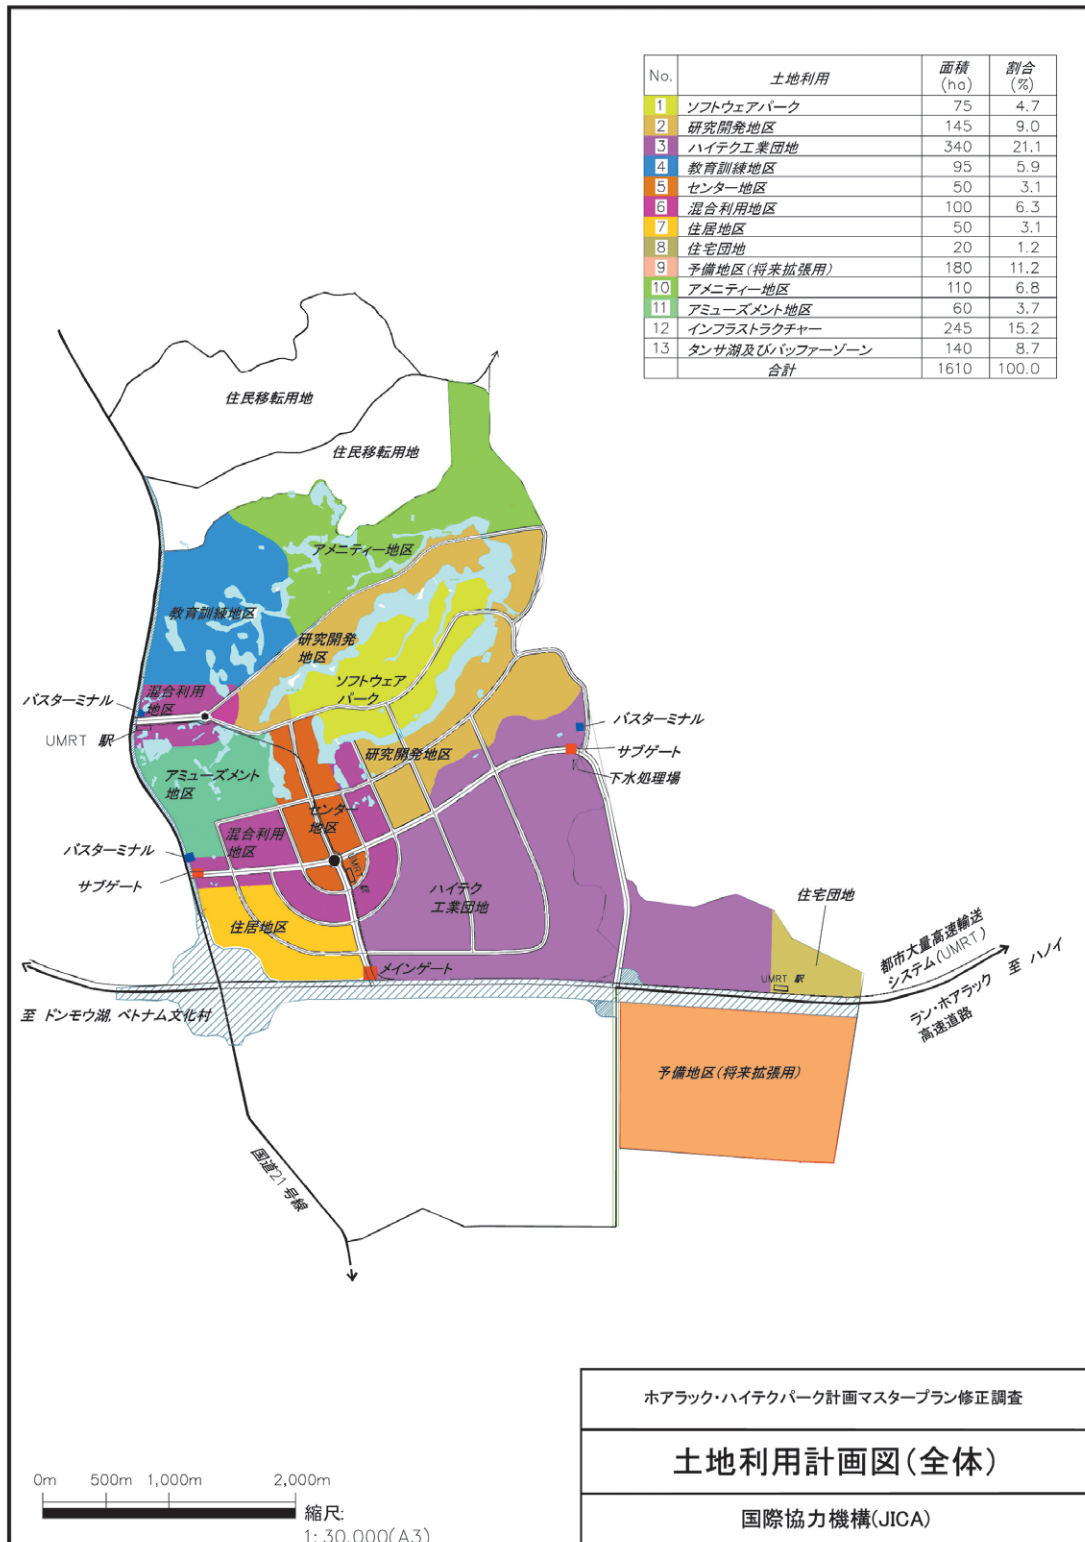 No. 土地利用 面積(ha) 割合(%)
1 ソフトウェアパーク 75 4.7
2 研究開発地区 145 9.0
3 ハイテク工業団地 340 21.1
4 教育訓練地区 95 5.9
5 センター地区 50 3.1
6 混合利用地区 100 6.3
7 住居地区 50 3.1
8 住宅団地 20 1.2
9 予備地区(将来拡張用) 180 11.2
10 アメニティー地区 110 6.8
11 アミューズメント地区 60 3.7
12 インフラストラクチャー 245 15.2
13 タンサ湖及びバッファーゾーン 140 8.7
合計 1610 100.0
住民移転用地
住民移転用地
アメニティー地区
教育訓練地区
研究開発
地区
ソフトウェア
パーク
混合利用
地区
バスターミナル
UMRT 駅
バスターミナル
サブゲート
下水処理場
研究開発地区
アミューズメント
地区
センター
地区
混合利用
地区
バスターミナル
サブゲート
UMRT 駅
ハイテク
工業団地
住宅団地
住居地区
メインゲート
UMRT 駅
都市大量高速輸送
システム(UMRT)
至 ハノイ
ラン・ホアラック
高速道路
至 ドンモウ湖, ベトナム文化村
予備地区(将来拡張用)
国道21号線
ホアラック・ハイテクパーク計画マスタープラン修正調査
土地利用計画図(全体)
国際協力機構(JICA)
0m 500m 1,000m 2,000m
縮尺:
1:30,000(A3)